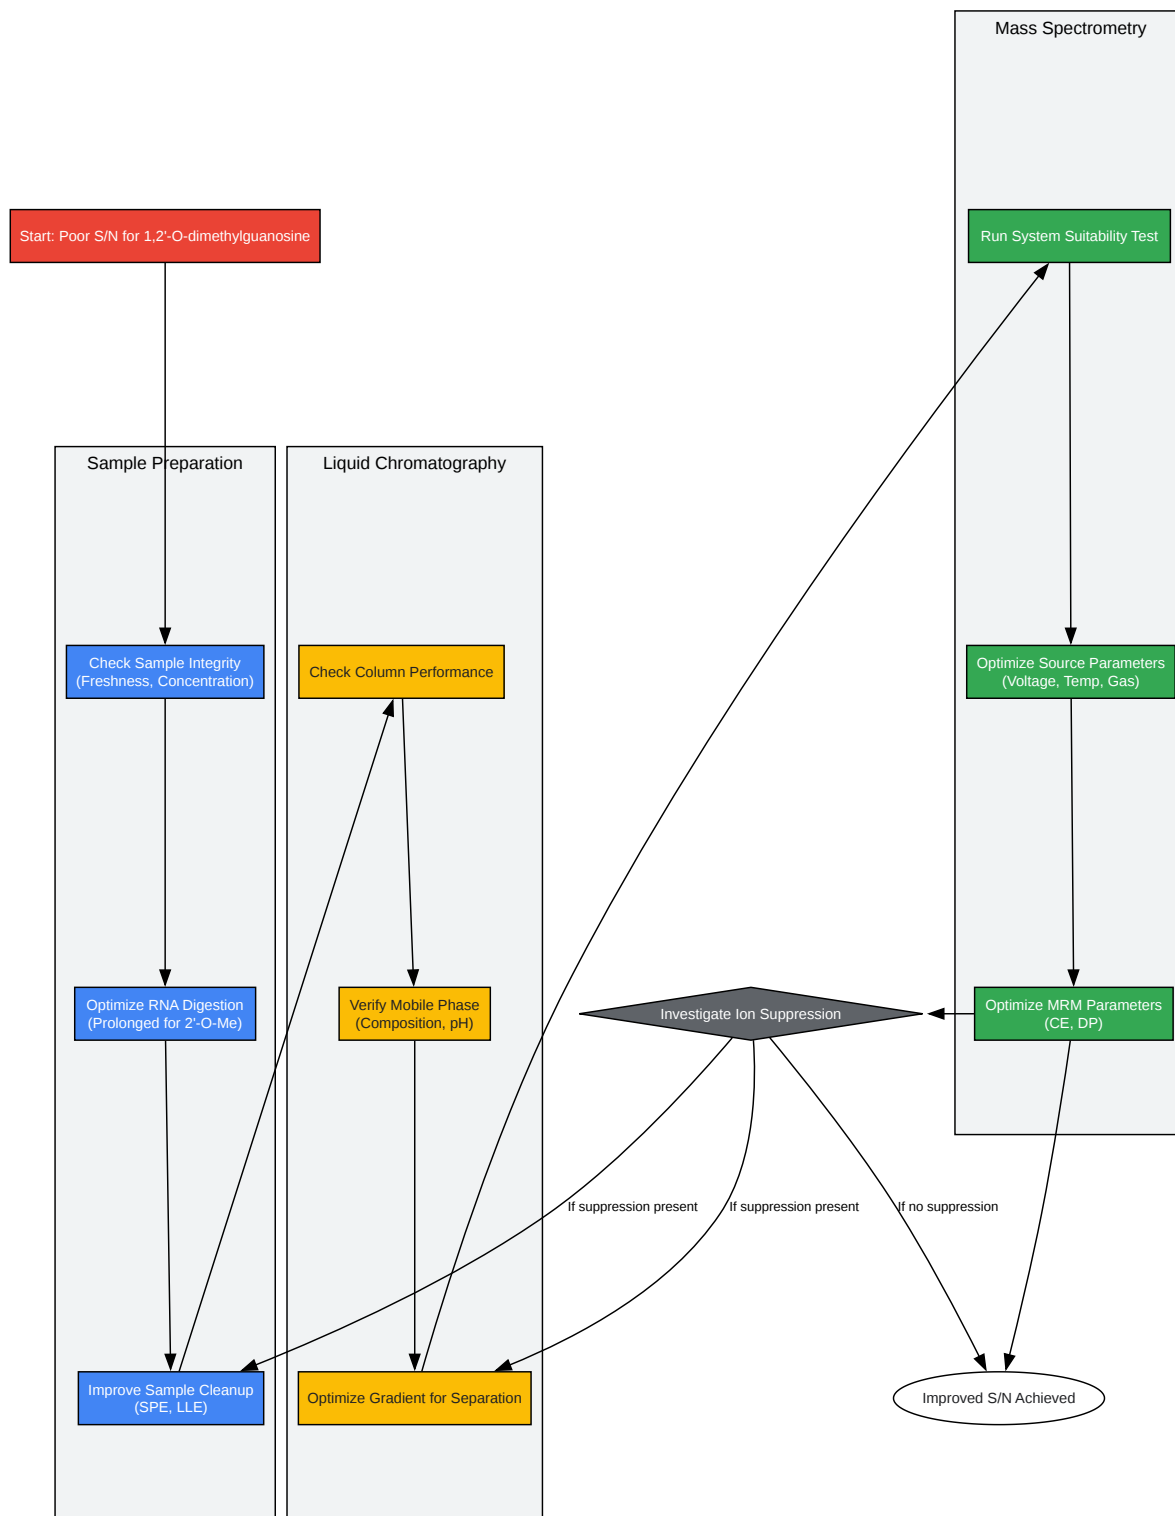 Mass Spectrometry
Start: Poor S/N for 1,2'-O-dimethylguanosine
Run System Suitability Test
Sample Preparation
Liquid Chromatography
Check Sample Integrity
(Freshness, Concentration)
Check Column Performance
Optimize Source Parameters
(Voltage, Temp, Gas)
Optimize RNA Digestion
(Prolonged for 2'-O-Me)
Verify Mobile Phase
(Composition, pH)
Investigate Ion Suppression
Optimize MRM Parameters
(CE, DP)
If suppression present
If suppression present
If no suppression
Improve Sample Cleanup
(SPE, LLE)
Optimize Gradient for Separation
Improved S/N Achieved